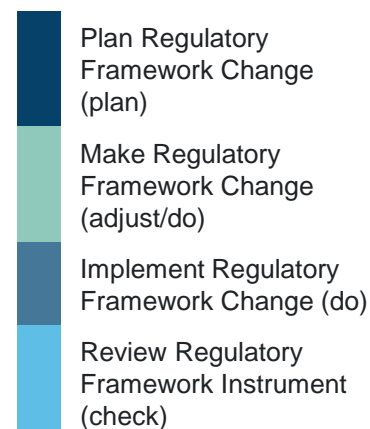 Plan Regulatory
Framework Change
(plan)
Make Regulatory
Framework Change
(adjust/do)
Implement Regulatory
Framework Change (do)
Review Regulatory
Framework Instrument
(check)